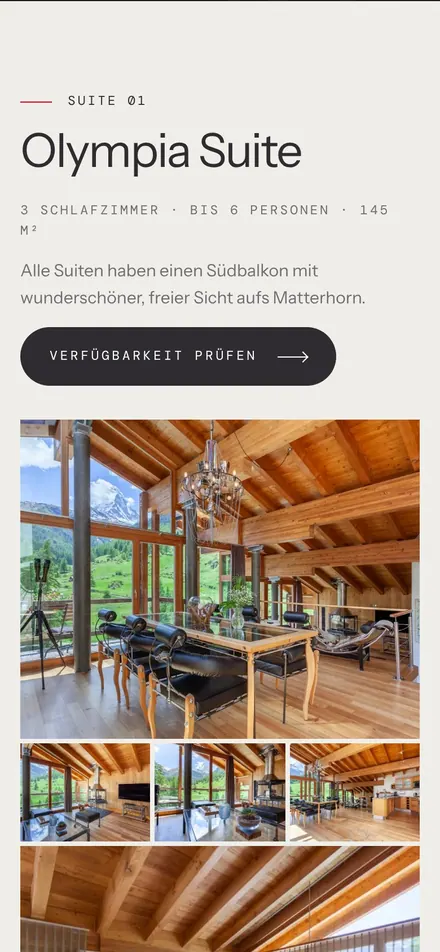 SUITE 01
Olympia Suite
3 SCHLAFZIMMER · BIS 6 PERSONEN · 145
M²
Alle Suiten haben einen Südbalkon mit
wunderschöner, freier Sicht aufs Matterhorn.
VERFÜGBARKEIT PRÜFEN